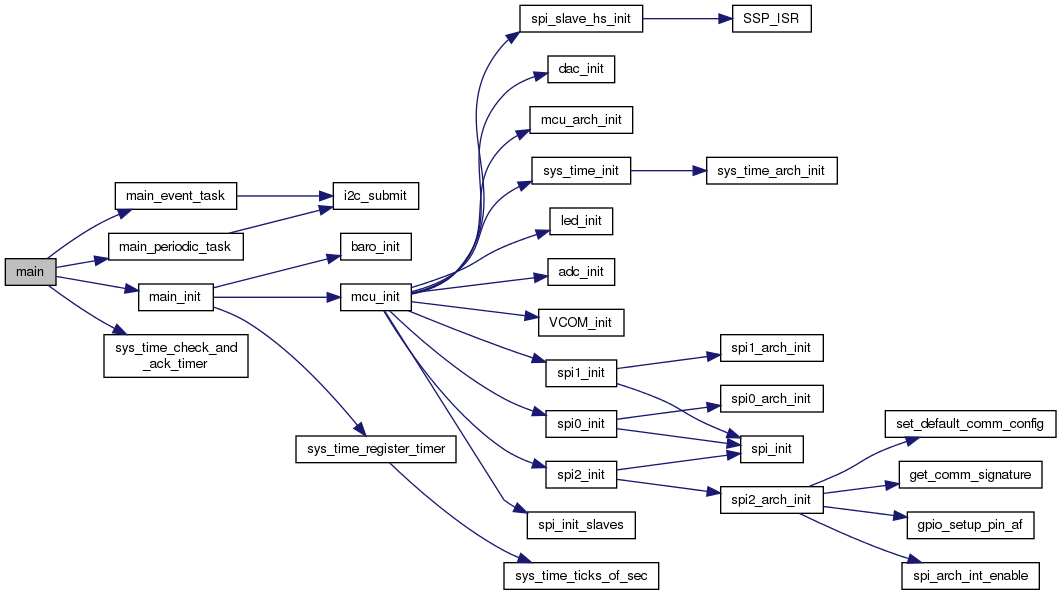 spi_slave_hs_init
SSP_ISR
dac_init
mcu_arch_init
sys_time_init
sys_time_arch_init
main_event_task
i2c_submit
led_init
main_periodic_task
baro_init
main
adc_init
main_init
mcu_init
VCOM_init
sys_time_check_and
_ack_timer
spi1_init
spi1_arch_init
spi0_init
spi0_arch_init
set_default_comm_config
sys_time_register_timer
spi_init
spi2_init
get_comm_signature
spi2_arch_init
spi_init_slaves
gpio_setup_pin_af
sys_time_ticks_of_sec
spi_arch_int_enable